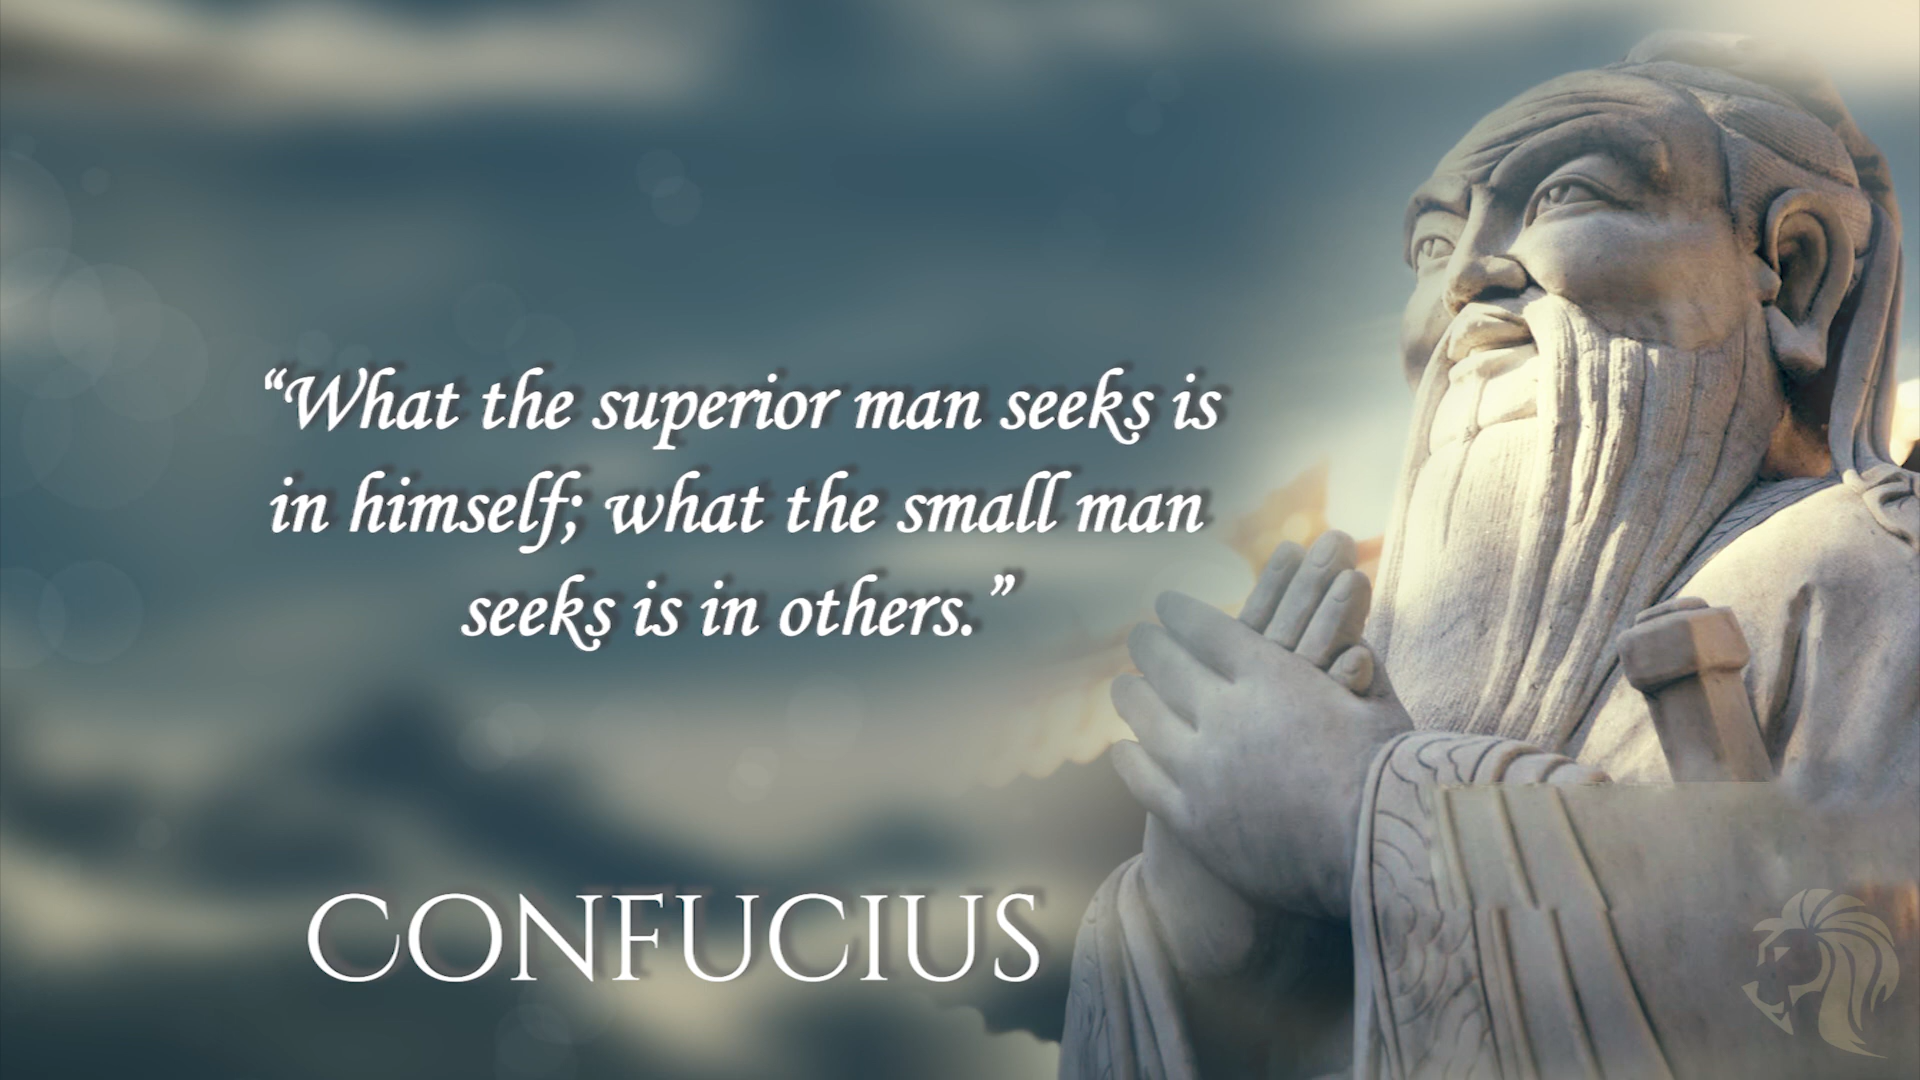 “What the superior man seeks is
in himself; what the small man
seeks is in others.”
CONFUCIUS